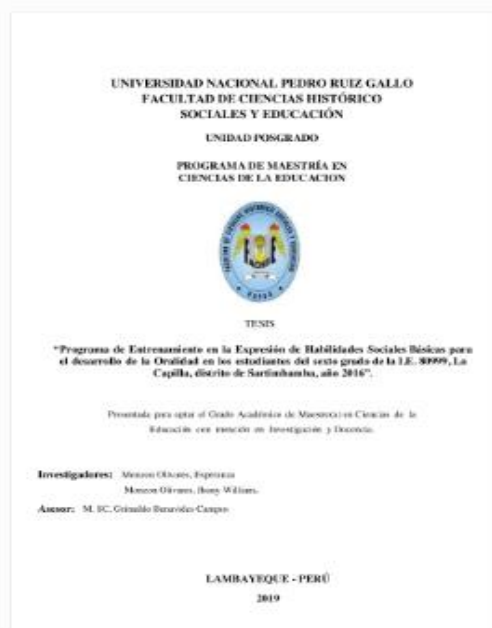 UNIVERSIDAD NACIONAL PEDRO RUIZ GALLO
FACULTAD DE CIENCIAS HISTÓRICO
SOCIALES Y EDUCACIÓN
UNIDAD POSGRADO
PROGRAMA DE MAESTRÍA EN
CIENCIAS DE LA EDUCACION
TESIS
“Programa de Entrenamiento en la Expresión de Habilidades Sociales Básicas para
el desarrollo de la Oralidad en los estudiantes del sexto grado de la I.E. 80999, La
Capilla, distrito de Sartimbamba, año 2016”.
Presentada para optar el Grado Académico de Maestro(a) en Ciencias de la
Educación con mención en Investigación y Docencia.
Investigadores: Monzon Olivares, Esperanza
Monzon Olivares, William.
Asesor: M. SC. Grimaldo Benavides Campos
LAMBAYEQUE - PERÚ
2019